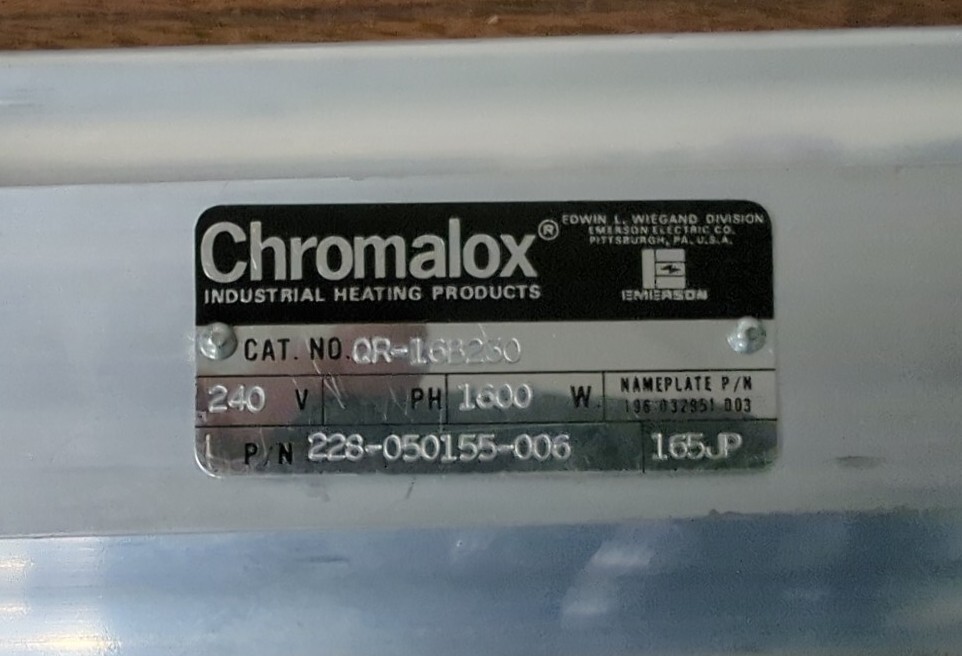 Chromalox®
EDWIN L. WIEGAND DIVISION
EMERSON ELECTRIC CO.
PITTSBURGH, PA. U.S.A.
INDUSTRIAL HEATING PRODUCTS
EMERSON
CAT. NO. QR-16B230
240 V PH 1600 W. NAMEPLATE P/N
196 032951 003
P/N 228-050155-006 165JP